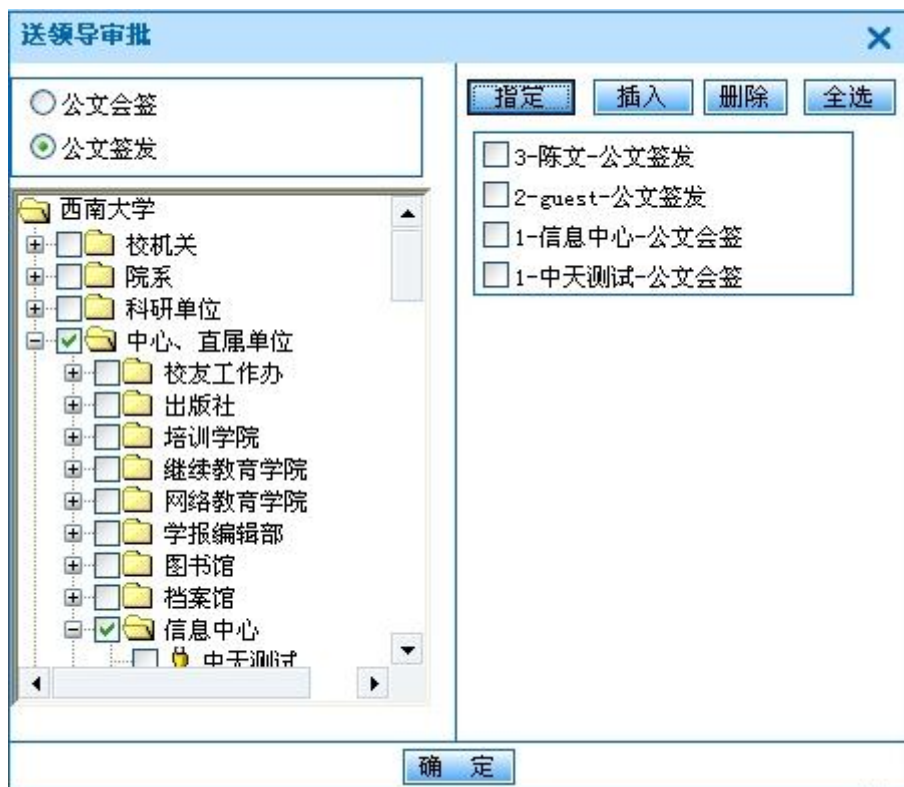 送领导审批
公文会签
公文签发
西南大学
校机关
院系
科研单位
中心、直属单位
校友工作办
出版社
培训学院
继续教育学院
网络教育学院
学报编辑部
图书馆
档案馆
信息中心
中天测试
指定 插入 删除 全选
3-陈文-公文签发
2-guest-公文签发
1-信息中心-公文会签
1-中天测试-公文会签
确 定